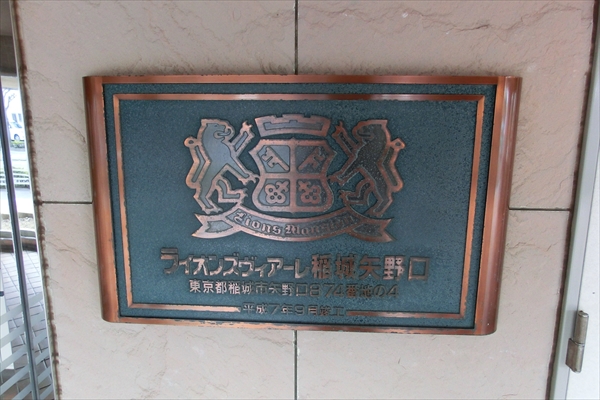 Lions Mansion
ライオンズヴィアーレ稲城矢野口
東京都稲城市矢野口874番地の4
平成7年9月竣工